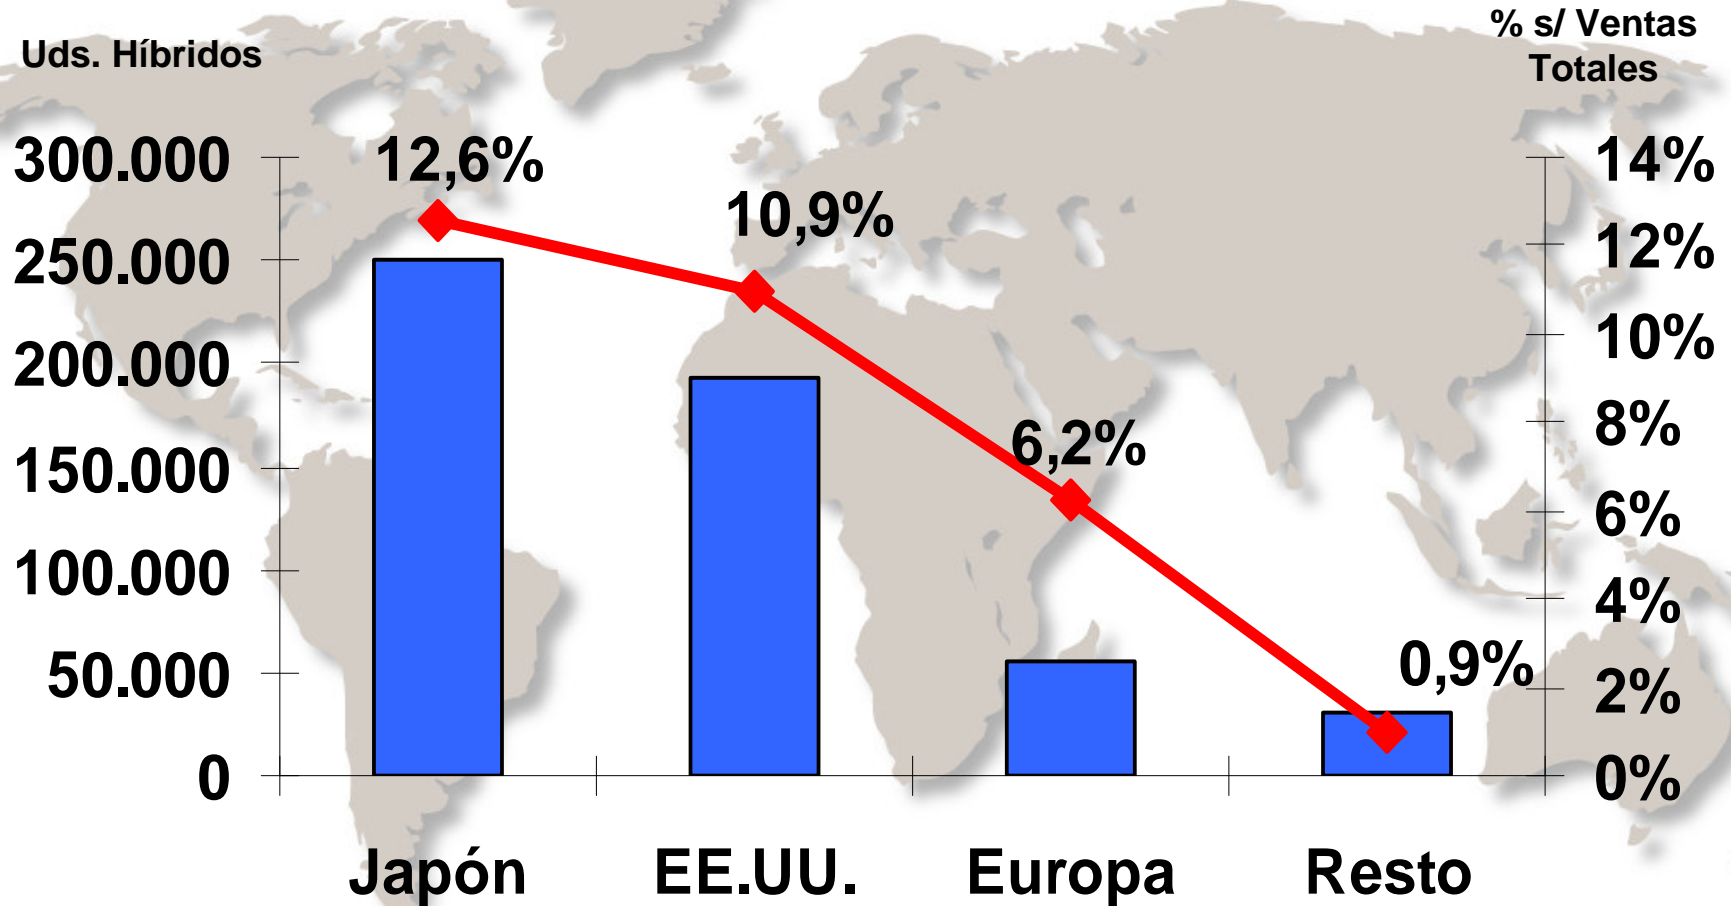 Uds. Híbridos
% s/ Ventas
Totales
300.000
250.000
200.000
150.000
100.000
50.000
0
12,6%
10,9%
6,2%
0,9%
14%
12%
10%
8%
6%
4%
2%
0%
Japón
EE.UU.
Europa
Resto